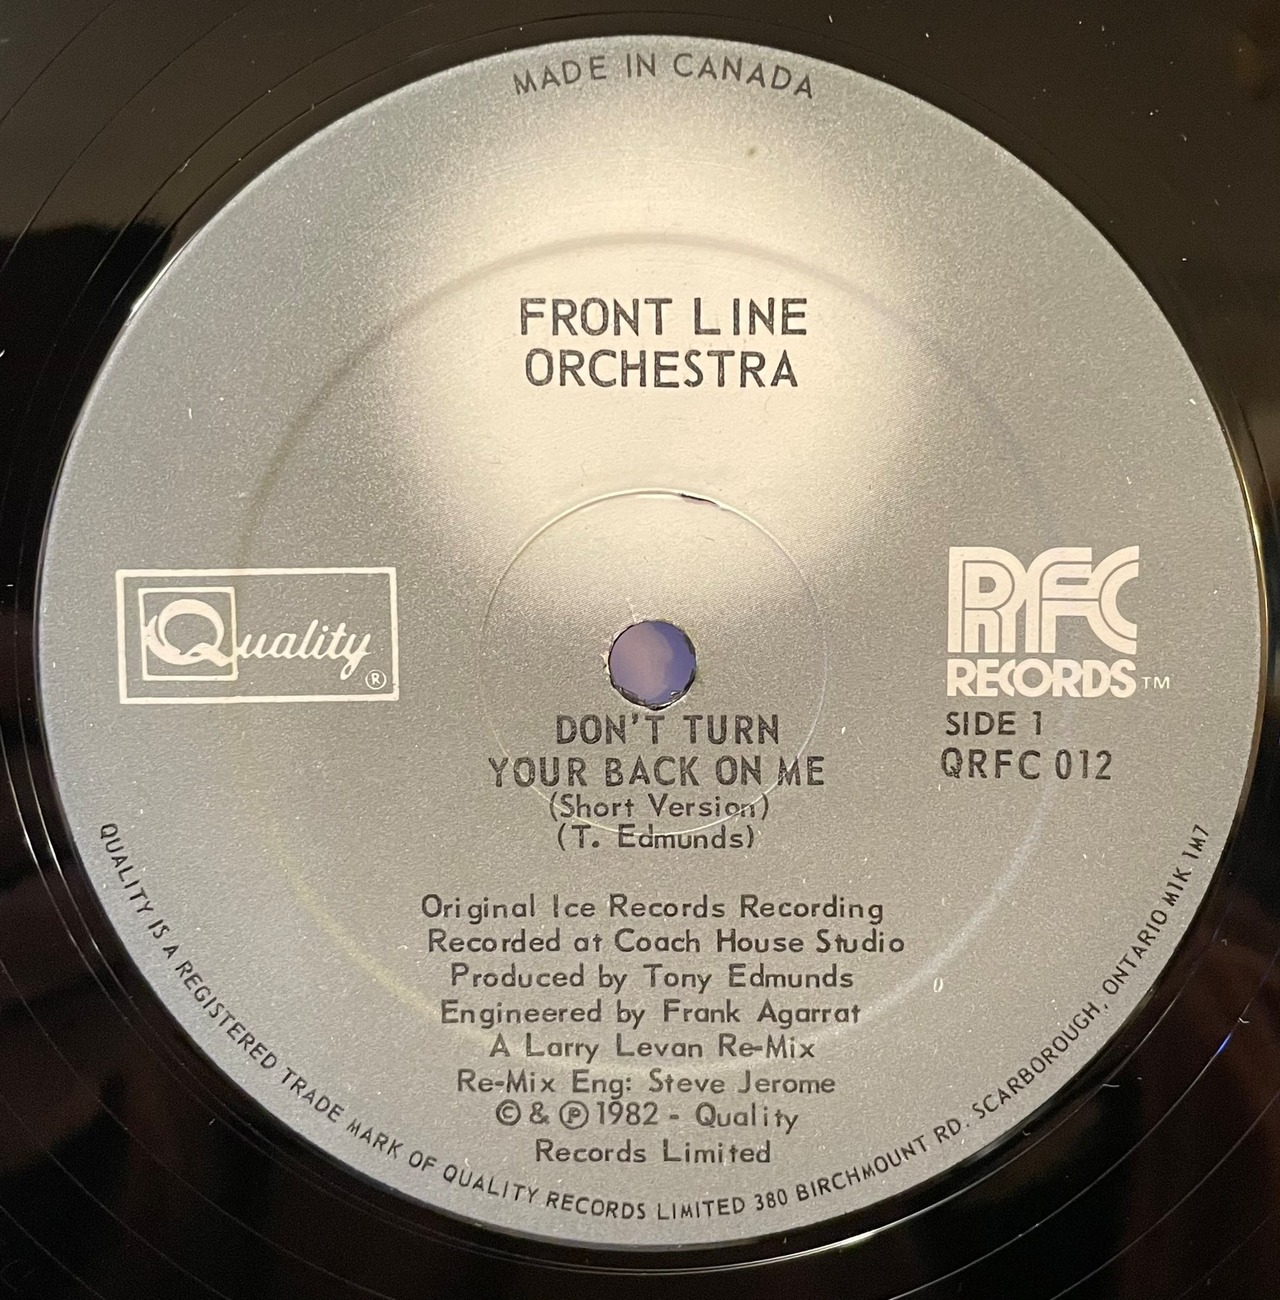 MADE IN CANADA
FRONT LINE
ORCHESTRA
Quality ®
RFC
RECORDS™
SIDE 1
QRFC 012
DON'T TURN
YOUR BACK ON ME
(Short Version)
(T. Edmunds)
Original Ice Records Recording
Recorded at Coach House Studio
Produced by Tony Edmunds
Engineered by Frank Agarrat
A Larry Levan Re-Mix
Re-Mix Eng: Steve Jerome
© & ℗ 1982 - Quality
Records Limited
QUALITY IS A REGISTERED TRADE MARK OF QUALITY RECORDS LIMITED 380 BIRCHMOUNT RD. SCARBOROUGH, ONTARIO M1K 1M7